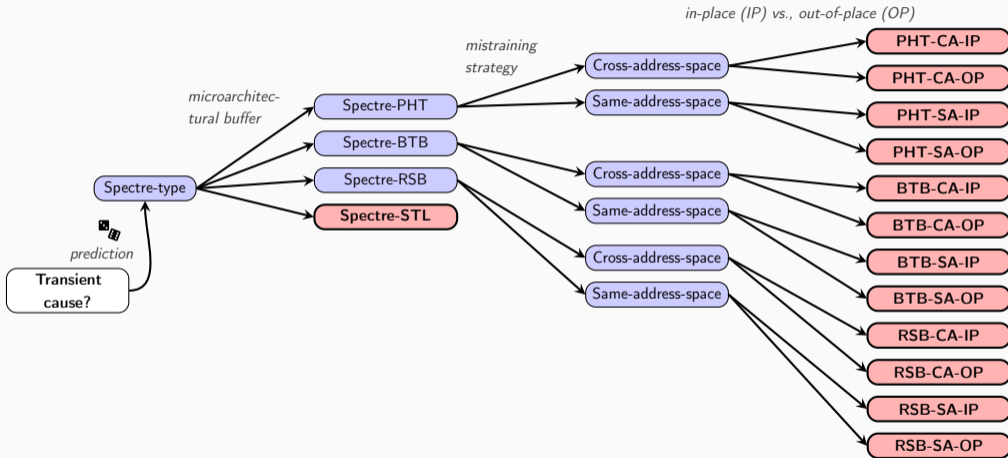 in-place (IP) vs., out-of-place (OP)
mistraining
strategy
microarchitec-
tural buffer
Spectre-type
prediction
Transient
cause?
Spectre-PHT
Spectre-BTB
Spectre-RSB
Spectre-STL
Cross-address-space
Same-address-space
Cross-address-space
Same-address-space
Cross-address-space
Same-address-space
PHT-CA-IP
PHT-CA-OP
PHT-SA-IP
PHT-SA-OP
BTB-CA-IP
BTB-CA-OP
BTB-SA-IP
BTB-SA-OP
RSB-CA-IP
RSB-CA-OP
RSB-SA-IP
RSB-SA-OP